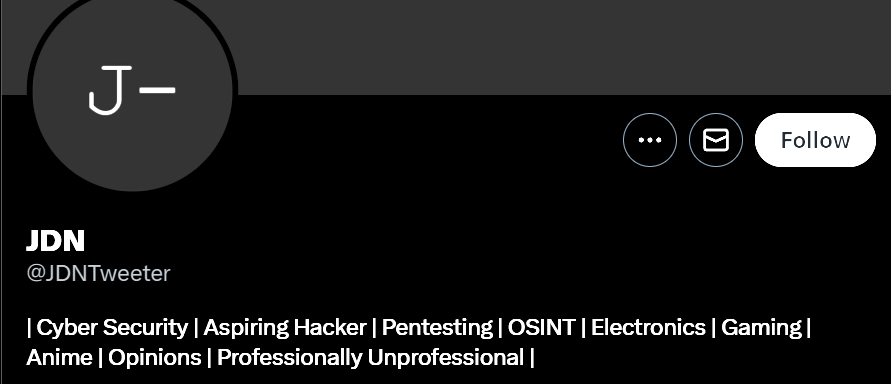 J-
Follow
JDN
@JDNTweeter
| Cyber Security | Aspiring Hacker | Pentesting | OSINT | Electronics | Gaming |
Anime | Opinions | Professionally Unprofessional |